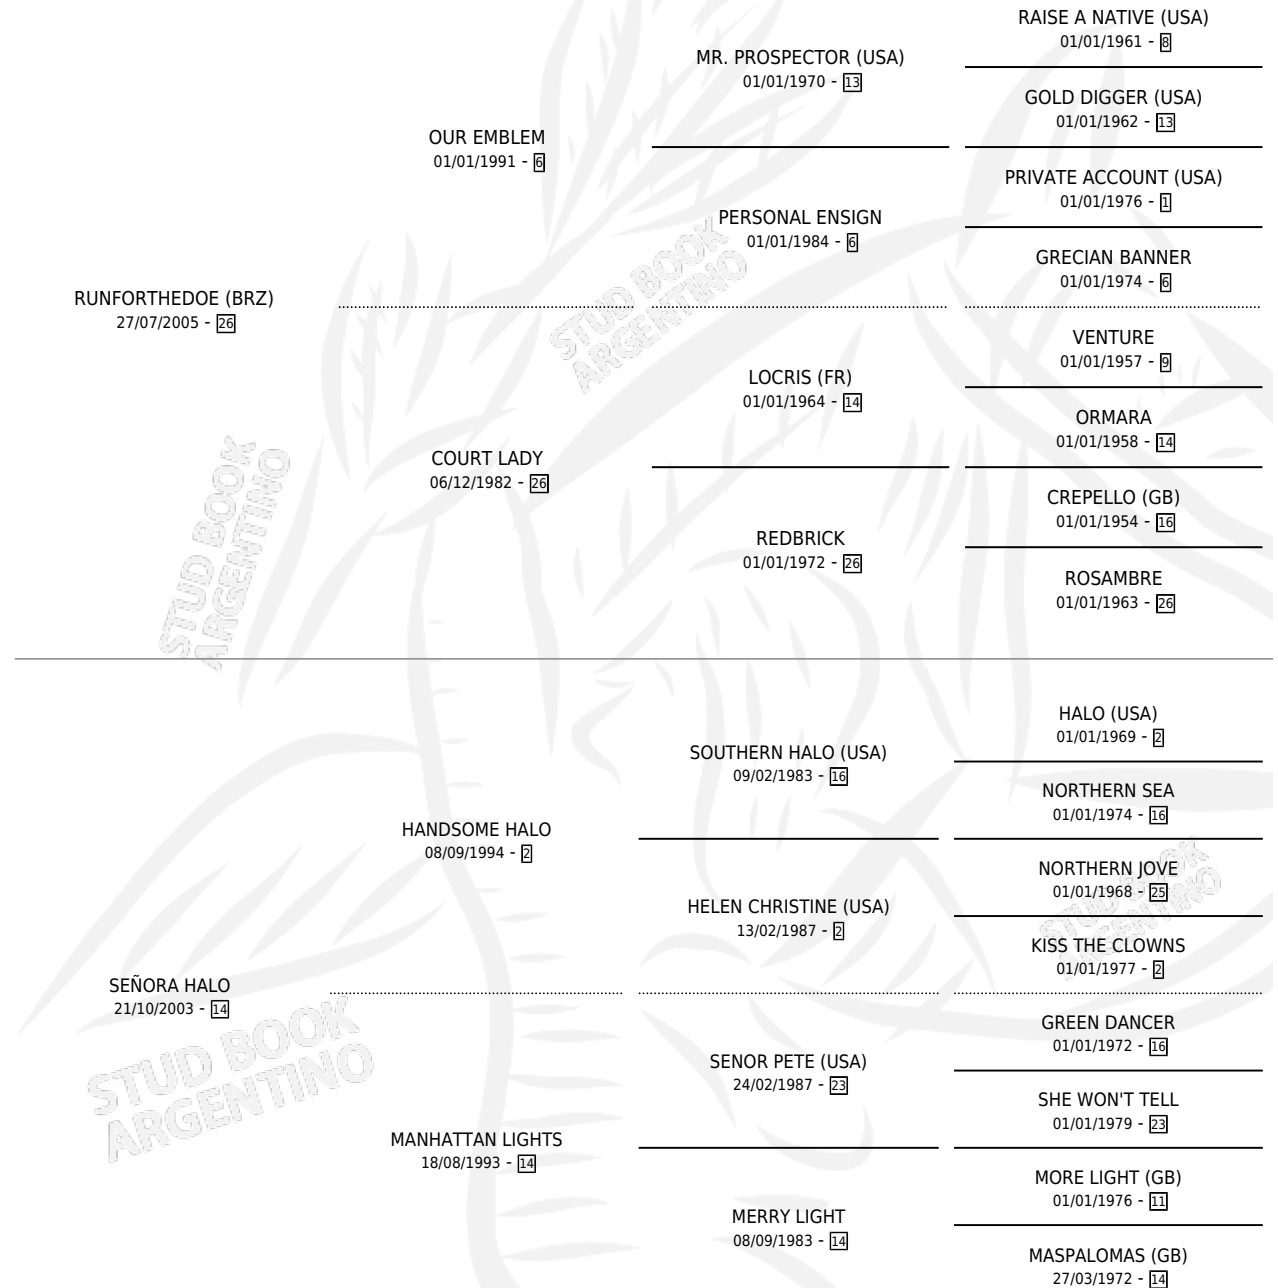 RAISE A NATIVE (USA)
01/01/1961 - 8
MR. PROSPECTOR (USA)
01/01/1970 - 13
GOLD DIGGER (USA)
01/01/1962 - 13
OUR EMBLEM
01/01/1991 - 6
PRIVATE ACCOUNT (USA)
01/01/1976 - 1
PERSONAL ENSIGN
01/01/1984 - 6
GRECIAN BANNER
01/01/1974 - 6
RUNFORTHEDOE (BRZ)
27/07/2005 - 26
VENTURE
01/01/1957 - 9
LOCRIS (FR)
01/01/1964 - 14
ORMARA
01/01/1958 - 14
COURT LADY
06/12/1982 - 26
CREPELLO (GB)
01/01/1954 - 16
REDBRICK
01/01/1972 - 26
ROSAMBRE
01/01/1963 - 26
STUD BOOK
ARGENTINO
STUD BOOK
ARGENTINO
HALO (USA)
01/01/1969 - 2
SOUTHERN HALO (USA)
09/02/1983 - 16
NORTHERN SEA
01/01/1974 - 16
HANDSOME HALO
08/09/1994 - 2
NORTHERN JOVE
01/01/1968 - 25
HELEN CHRISTINE (USA)
13/02/1987 - 2
KISS THE CLOWNS
01/01/1977 - 2
STUD BOOK
ARGENTINO
SEÑORA HALO
21/10/2003 - 14
GREEN DANCER
01/01/1972 - 16
SENOR PETE (USA)
24/02/1987 - 23
SHE WON'T TELL
01/01/1979 - 23
MANHATTAN LIGHTS
18/08/1993 - 14
MORE LIGHT (GB)
01/01/1976 - 11
MERRY LIGHT
08/09/1983 - 14
MASPALOMAS (GB)
27/03/1972 - 14
STUD BOOK
ARGENTINO